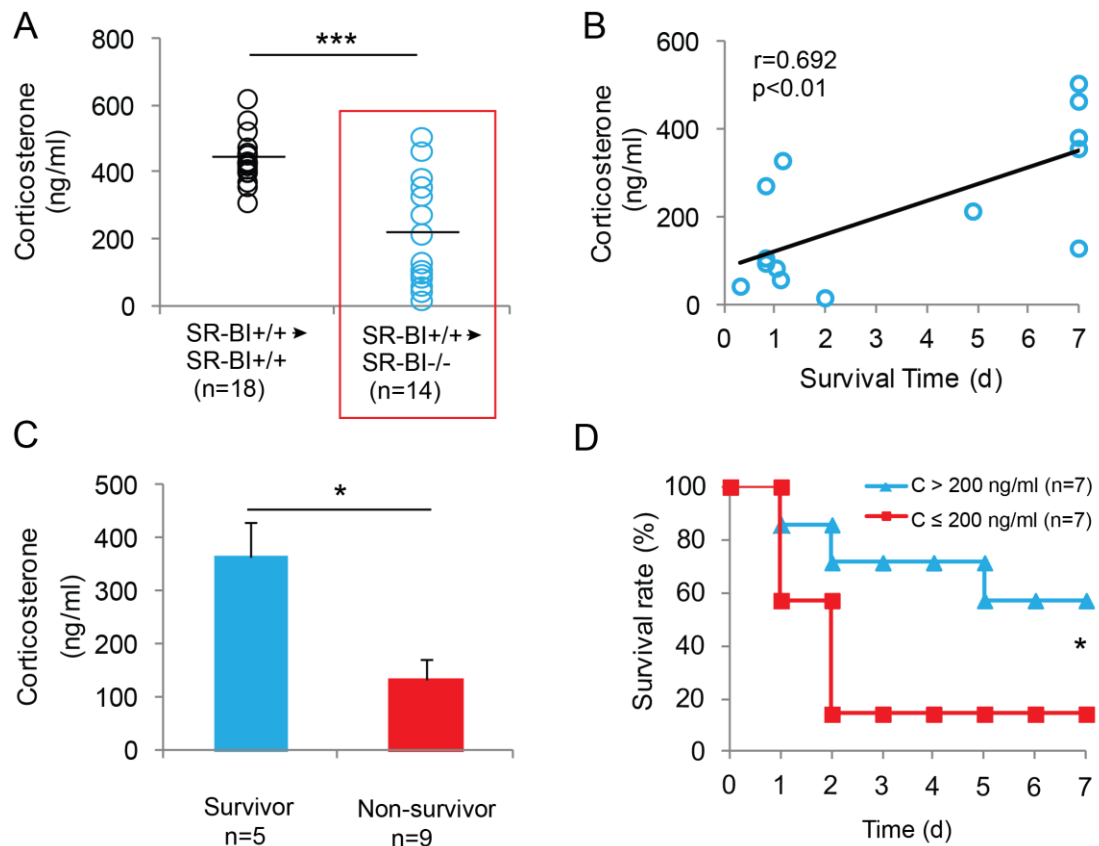 A
***
Corticosterone
(ng/ml)
800
600
400
200
0
SR-BI+/+ ➤
SR-BI+/+
(n=18)
SR-BI+/+ ➤
SR-BI-/-
(n=14)
B
r=0.692
p<0.01
Corticosterone
(ng/ml)
600
400
200
0
0 1 2 3 4 5 6 7
Survival Time (d)
C
*
Corticosterone
(ng/ml)
500
400
300
200
100
0
Survivor
n=5
Non-survivor
n=9
D
C > 200 ng/ml (n=7)
C ≤ 200 ng/ml (n=7)
Survival rate (%)
100
80
60
40
20
0
*
0 1 2 3 4 5 6 7
Time (d)